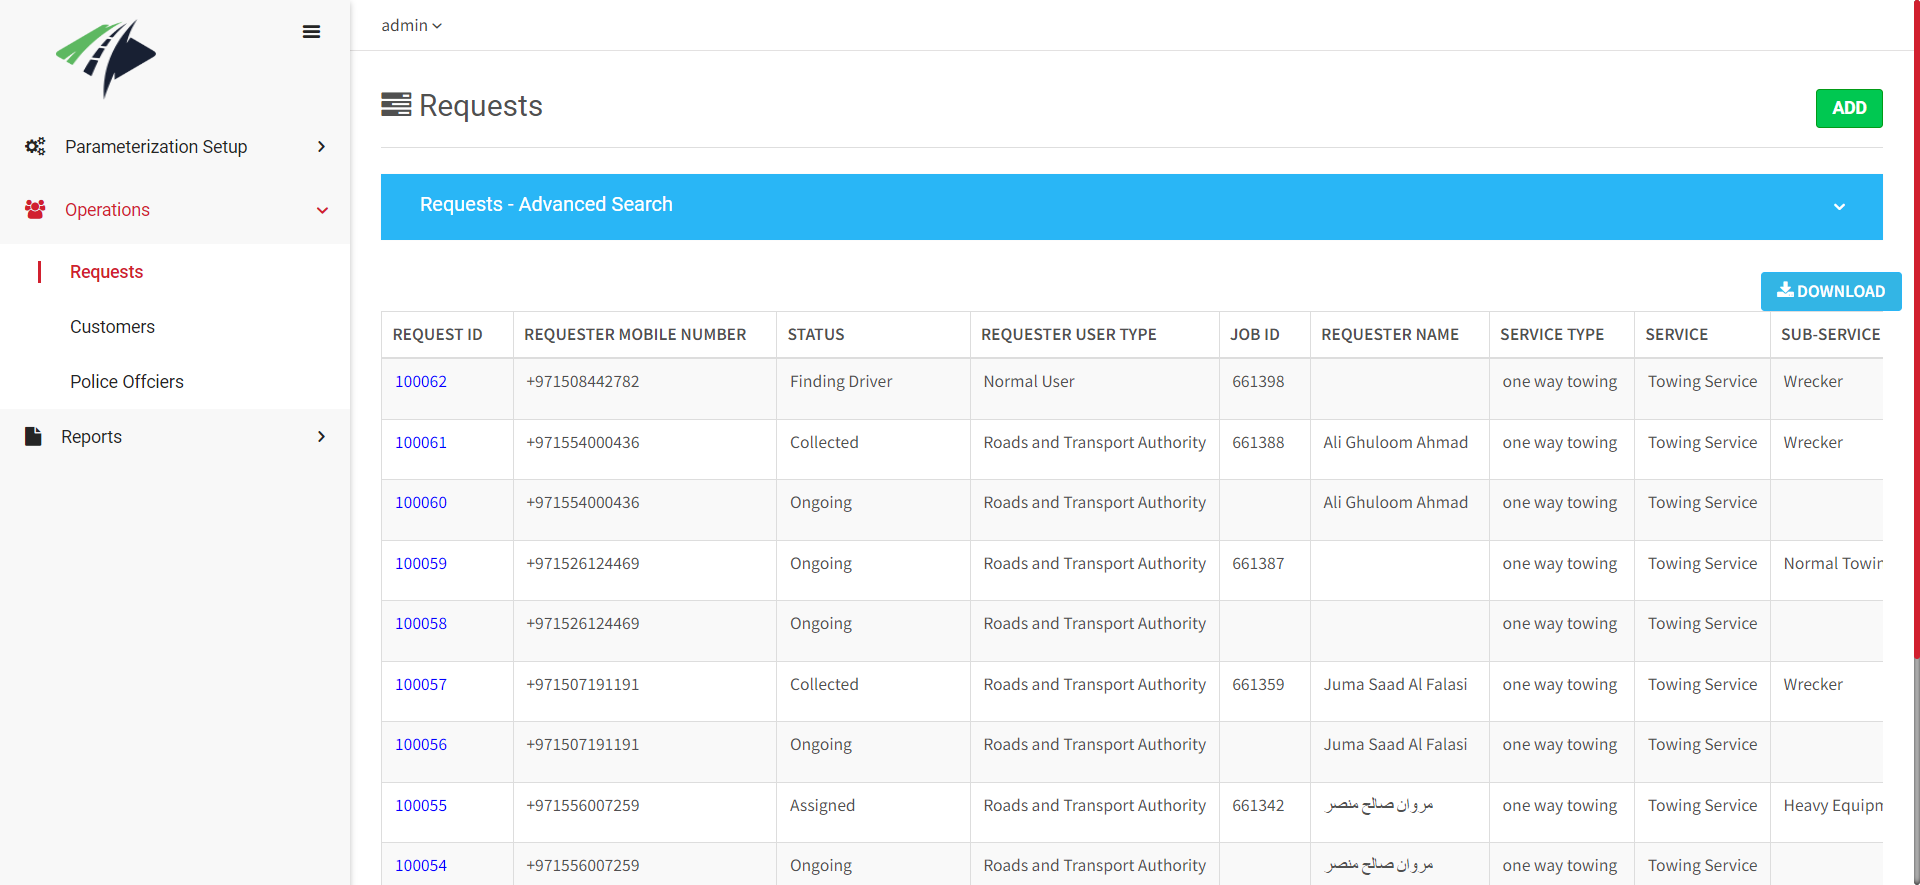 admin
Requests
ADD
Parameterization Setup
Operations
Requests
Customers
Police Offciers
Reports
Requests - Advanced Search
DOWNLOAD
REQUEST ID REQUESTER MOBILE NUMBER STATUS REQUESTER USER TYPE JOB ID REQUESTER NAME SERVICE TYPE SERVICE SUB-SERVICE
100062 +971508442782 Finding Driver Normal User 661398 one way towing Towing Service Wrecker
100061 +971554000436 Collected Roads and Transport Authority 661388 Ali Ghuloom Ahmad one way towing Towing Service Wrecker
100060 +971554000436 Ongoing Roads and Transport Authority Ali Ghuloom Ahmad one way towing Towing Service
100059 +971526124469 Ongoing Roads and Transport Authority 661387 one way towing Towing Service Normal Towin
100058 +971526124469 Ongoing Roads and Transport Authority one way towing Towing Service
100057 +971507191191 Collected Roads and Transport Authority 661359 Juma Saad Al Falasi one way towing Towing Service Wrecker
100056 +971507191191 Ongoing Roads and Transport Authority Juma Saad Al Falasi one way towing Towing Service
100055 +971556007259 Assigned Roads and Transport Authority 661342 مروان صالح منصر one way towing Towing Service Heavy Equipm
100054 +971556007259 Ongoing Roads and Transport Authority مروان صالح منصر one way towing Towing Service